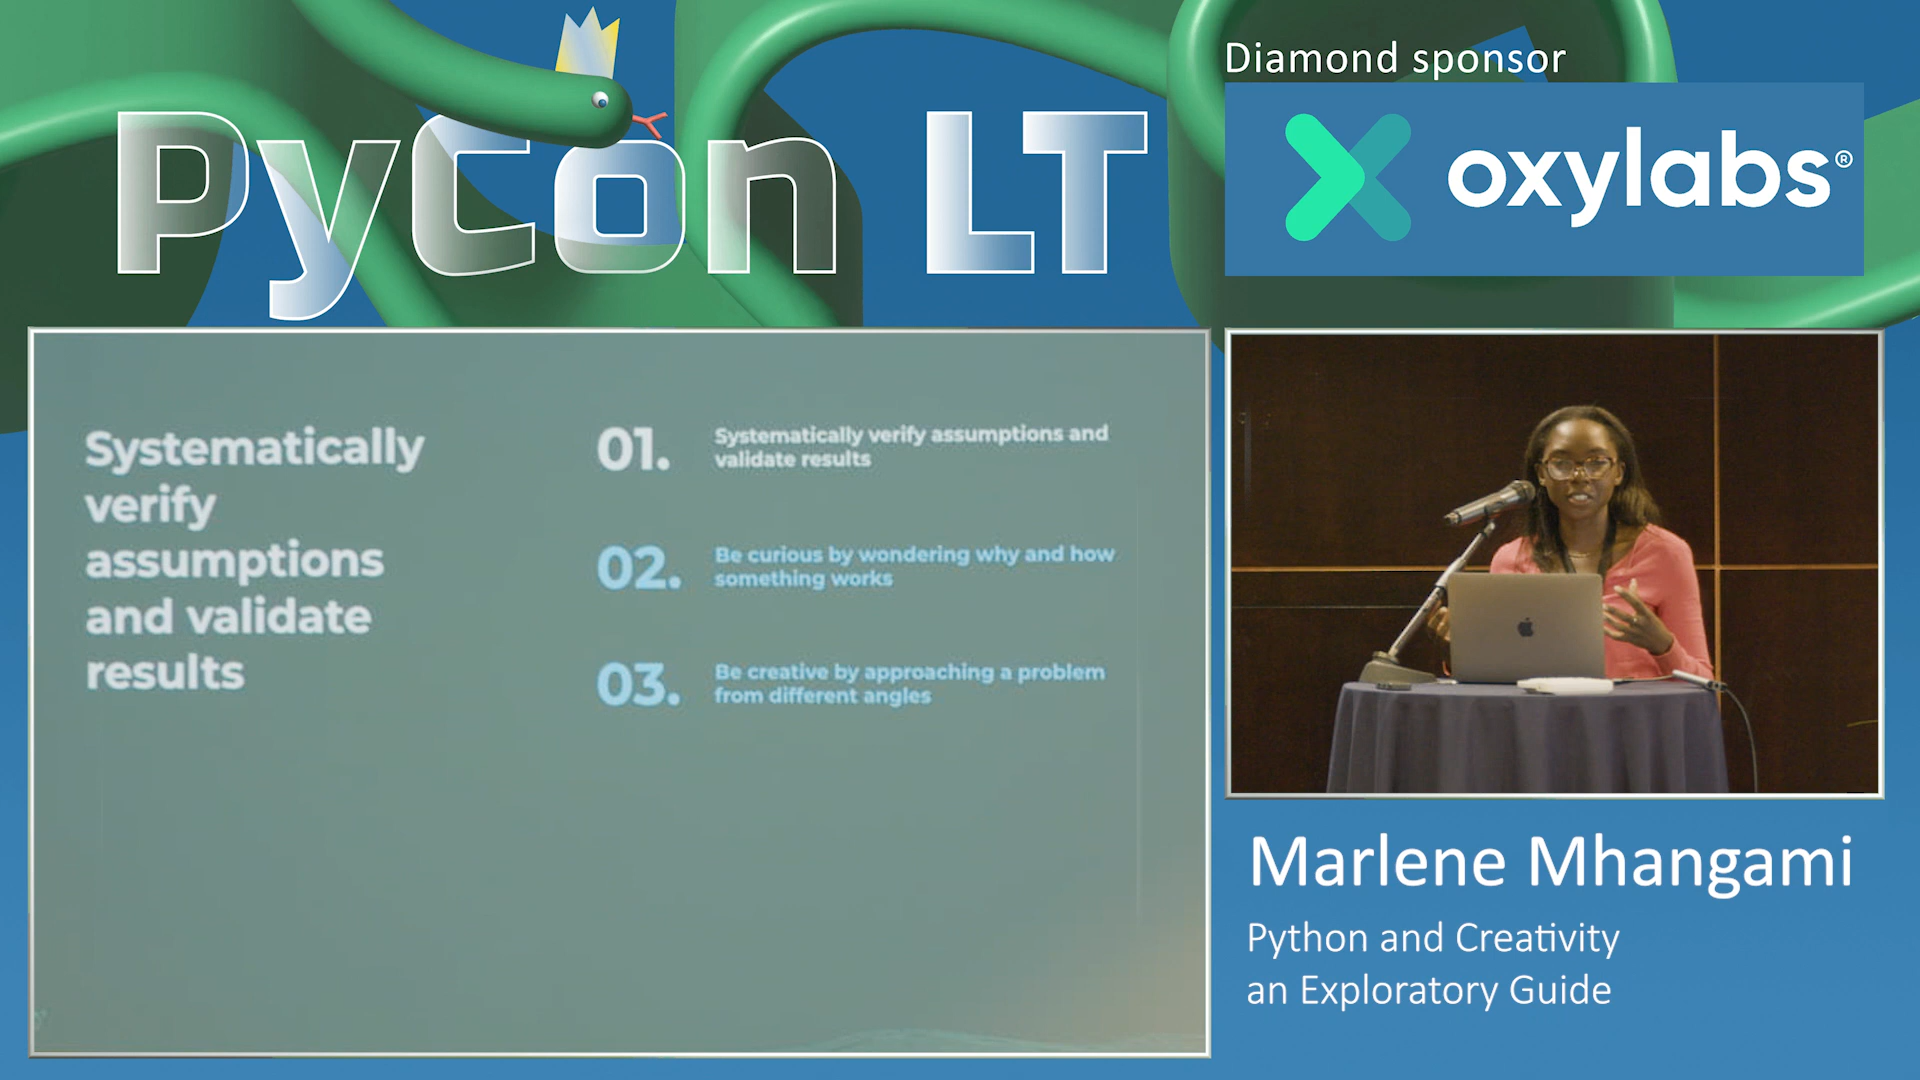 PyCon LT
Diamond sponsor
oxylabs®
Systematically
verify
assumptions
and validate
results
01.
Systematically verify assumptions and
validate results
02.
Be curious by wondering why and how
something works
03.
Be creative by approaching a problem
from different angles
Marlene Mhangami
Python and Creativity
an Exploratory Guide